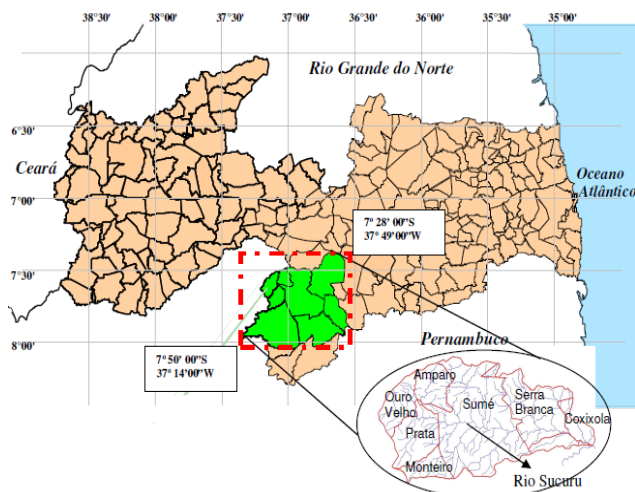 38°30' 38°00' 37°30' 37°00' 36°30' 36°00' 35°30' 35°00'
Rio Grande do Norte
6°30'
Ceará
Oceano
Atlântico
7°00'
7° 28' 00"S
37° 49'00"W
7°30'
8°00'
Pernambuco
7° 50' 00"S
37° 14'00"W
Amparo
Ouro
Velho
Sumé
Serra
Branca
Coxixola
Prata
Monteiro
Rio Sucuru